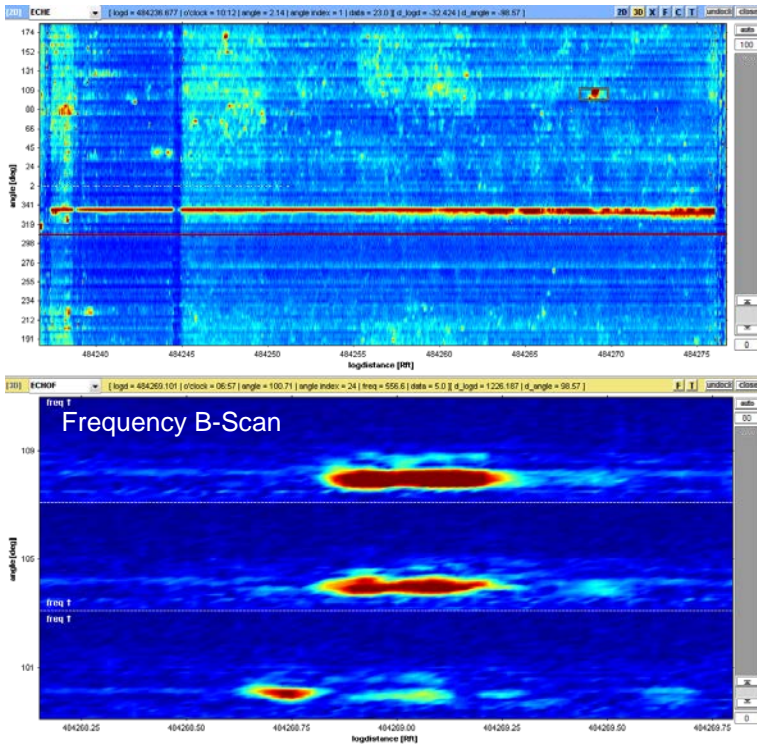 [2D] ECHE [ logd = 484236.677 | o'clock = 10:12 | angle = 2.14 | angle index = 1 | data = 23.0 ][ d_logd = -32.424 | d_angle = -98.57 ] 2D 3D X F C T undock close
auto
100
174
152
131
109
88
66
45
24
2
341
319
298
276
255
234
212
191
angle [deg]
0
484240 484245 484250 484255 484260 484265 484270 484275
logdistance [Rft]
[3D] ECHOF [ logd = 484269.101 | o'clock = 06:57 | angle = 100.71 | angle index = 24 | freq = 556.6 | data = 5.0 ][ d_logd = 1226.187 | d_angle = 98.57 ] F T undock close
auto
80
freq ↑
Frequency B-Scan
109
105
freq ↑
freq ↑
101
angle [deg]
0
484268.25 484268.50 484268.75 484269.00 484269.25 484269.50 484269.75
logdistance [Rft]